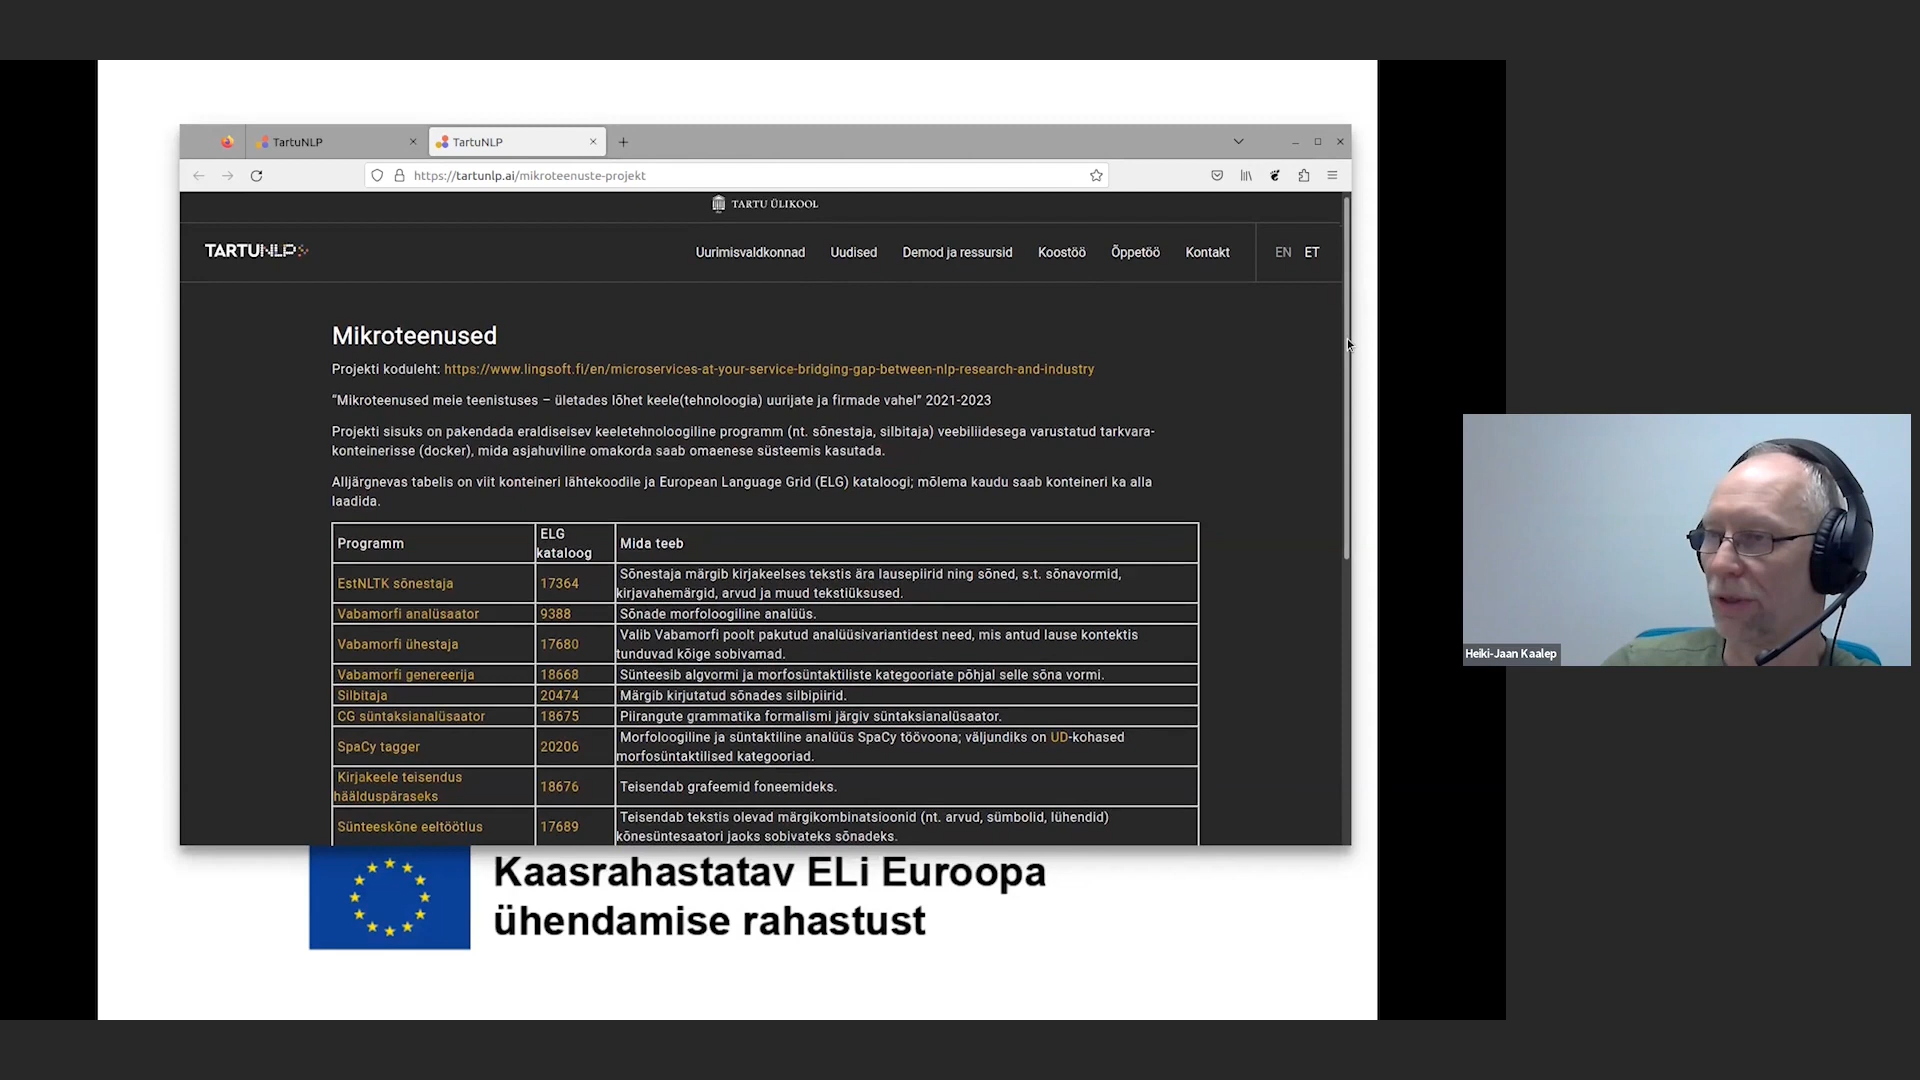 TartuNLP
TartuNLP
https://tartunlp.ai/mikroteenuste-projekt
TARTU ÜLIKOOL
TARTUNLP
Uurimisvaldkonnad
Uudised
Demod ja ressursid
Koostöö
Õppetöö
Kontakt
EN
ET
Mikroteenused
Projekti koduleht: https://www.lingsoft.fi/en/microservices-at-your-service-bridging-gap-between-nlp-research-and-industry
“Mikroteenused meie teenistuses – ületades lõhet keele(tehnoloogia) uurijate ja firmade vahel” 2021-2023
Projekti sisuks on pakendada eraldiseisev keeletehnoloogiline programm (nt. sõnestaja, silbitaja) veebiliidesega varustatud tarkvara-
konteinerisse (docker), mida asjahuviline omakorda saab omaenese süsteemis kasutada.
Alljärgnevas tabelis on viit konteineri lähtekoodile ja European Language Grid (ELG) kataloogi; mõlema kaudu saab konteineri ka alla
laadida.
Programm
ELG
kataloog
Mida teeb
EstNLTK sõnestaja
17364
Sõnestaja märgib kirjakeelses tekstis ära lausepiirid ning sõned, s.t. sõnavormid,
kirjavahemärgid, arvud ja muud tekstiüksused.
Vabamorfi analüsaator
9388
Sõnade morfoloogiline analüüs.
Vabamorfi ühestaja
17680
Valib Vabamorfi poolt pakutud analüüsivariantidest need, mis antud lause kontektis
tunduvad kõige sobivamad.
Vabamorfi genereerija
18668
Sünteesib algvormi ja morfosüntaktiliste kategooriate põhjal selle sõna vormi.
Silbitaja
20474
Märgib kirjutatud sõnades silbipiirid.
CG süntaksianalüsaator
18675
Piirangute grammatika formalismi järgiv süntaksianalüsaator.
SpaCy tagger
20206
Morfoloogiline ja süntaktiline analüüs SpaCy töövoona; väljundiks on UD-kohased
morfosüntaktilised kategooriad.
Kirjakeele teisendus
häälduspäraseks
18676
Teisendab grafeemid foneemideks.
Sünteeskõne eeltöötlus
17689
Teisendab tekstis olevad märgikombinatsioonid (nt. arvud, sümbolid, lühendid)
kõnesüntesaatori jaoks sobivateks sõnadeks.
Kaasrahastatav ELi Euroopa
ühendamise rahastust
Heiki-Jaan Kaalep